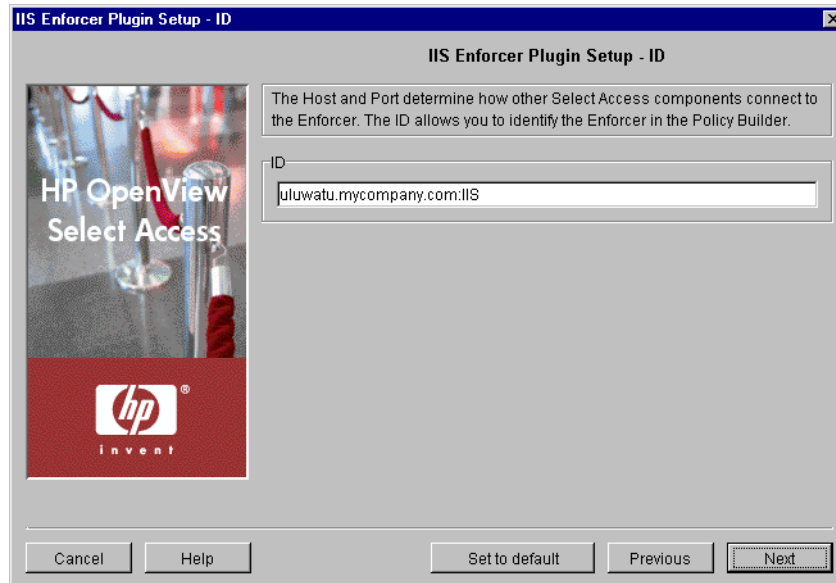 IIS Enforcer Plugin Setup - ID
IIS Enforcer Plugin Setup - ID
The Host and Port determine how other Select Access components connect to
the Enforcer. The ID allows you to identify the Enforcer in the Policy Builder.
ID
uluwatu.mycompany.com:IIS
HP OpenView
Select Access
hp
®
invent
Cancel
Help
Set to default
Previous
Next